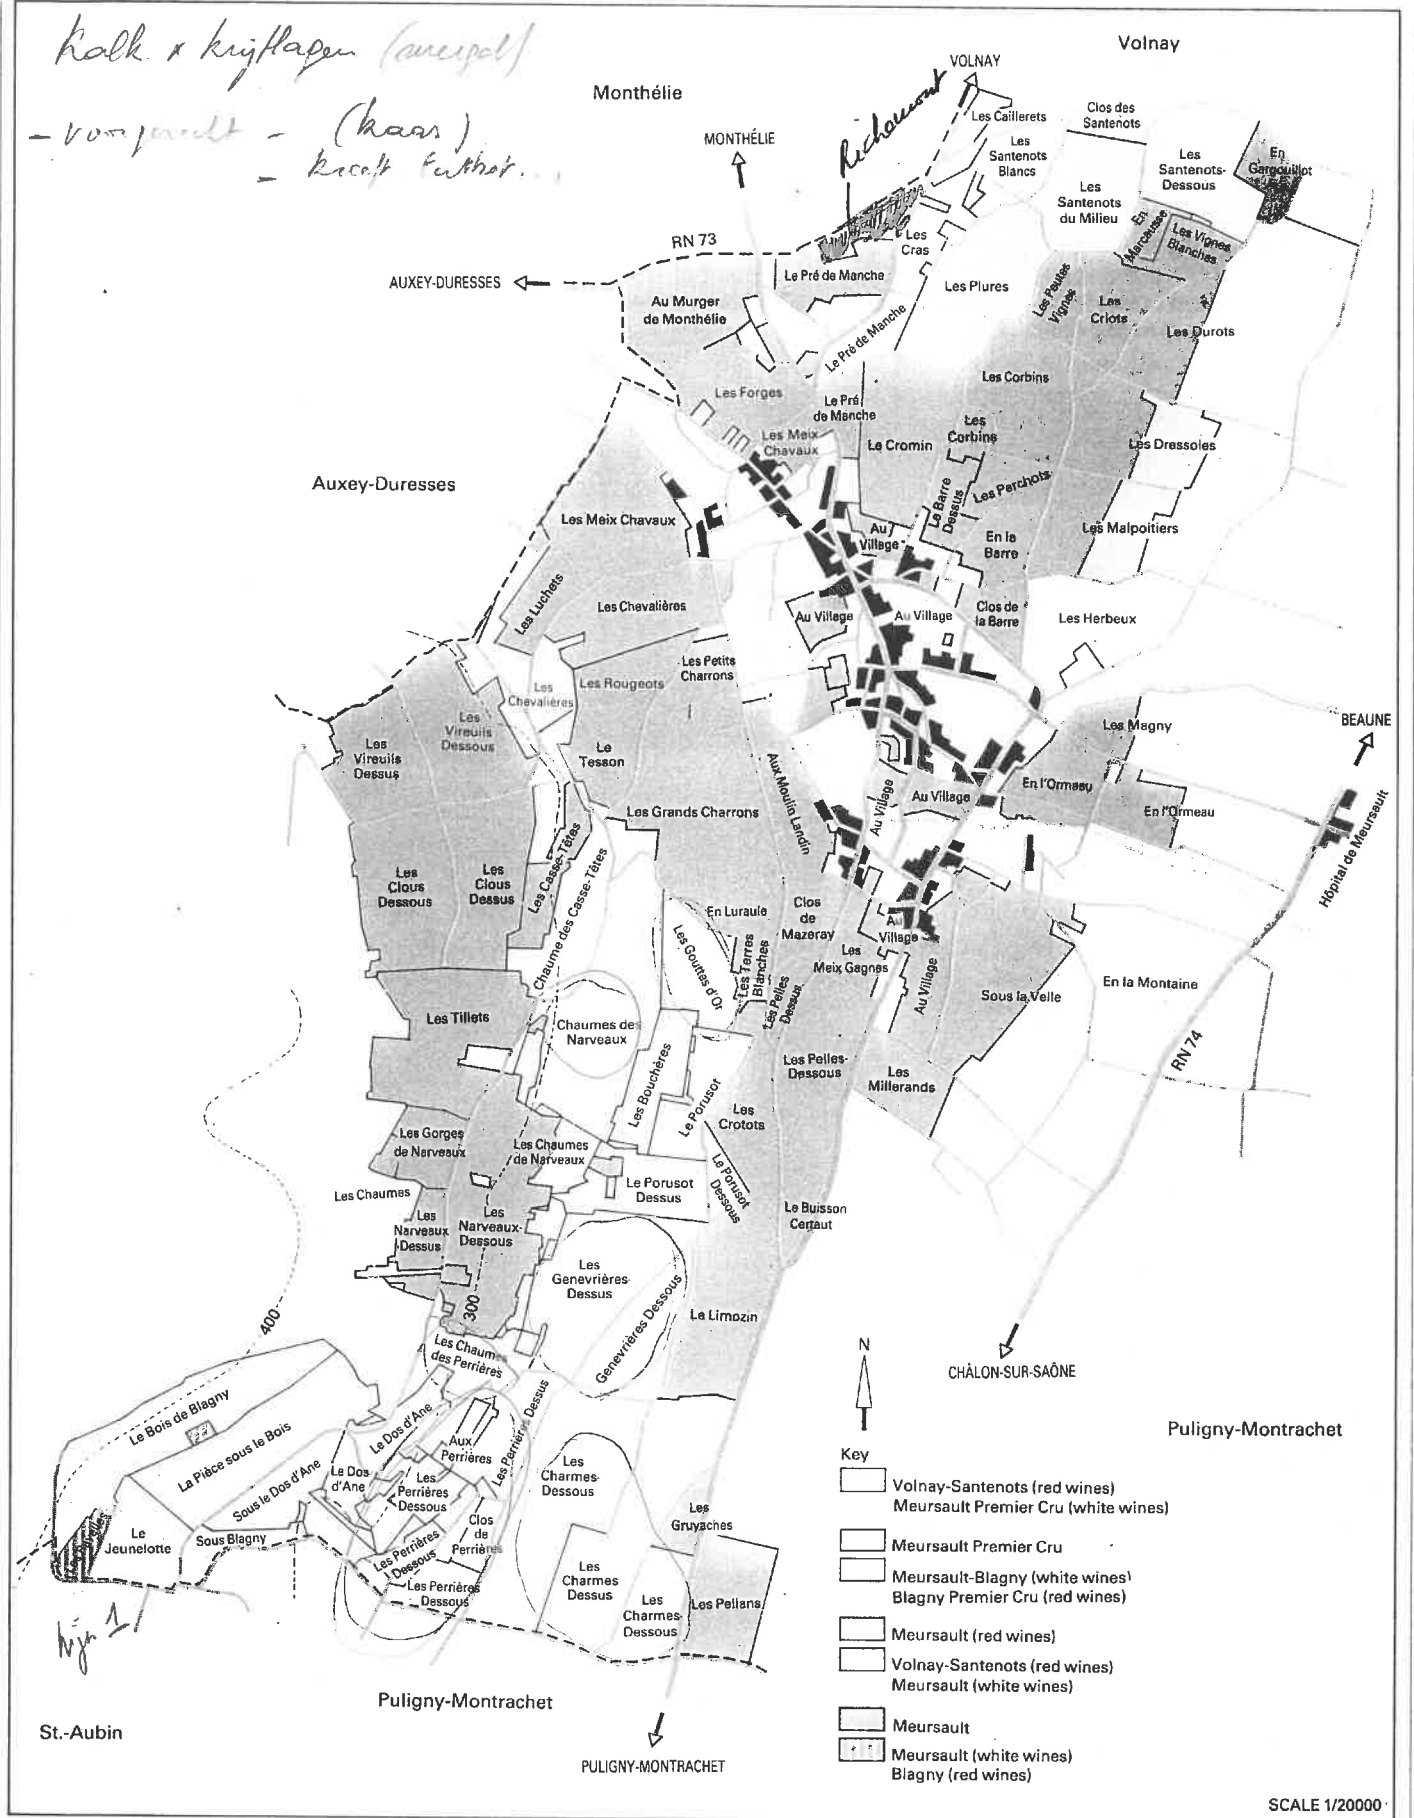 Kalk x krijtlagen (mergel)
- (kaas)
Volnay
VOLNAY
Monthélie
MONTHÉLIE
Richemont
Les Caillerets
Clos des
Santenots
Les
Santenots
Blancs
Les
Santenots-
Dessous
En
Gargouillot
Les
Santenots
du Milieu
En
Marcausse
Les Vignes
Blanches
RN 73
Les
Cras
AUXEY-DURESSES
Le Pré de Manche
Les Plures
Les Peutes
Vignes
Les
Criots
Au Murger
de Monthélie
Les Durots
Le Pré de Manche
Les Corbins
Les Forges
Le Pré
de Manche
Les Meix
Chavaux
Le Cromin
Les
Corbins
Les Dressoles
Auxey-Duresses
Le Barre
Dessus
Les Perchots
Les Meix Chavaux
Au
Village
En la
Barre
Les Malpoitiers
Les Luchets
Les Chevalières
Au Village
Au Village
Clos de
la Barre
Les Herbeux
Les Petits
Charrons
Les
Chevalières
Les Rougeots
Les
Vireuils
Dessous
Les
Vireuils
Dessus
Le
Tesson
Les Magny
BEAUNE
Aux Moulin Landin
Au Village
Au Village
En l'Ormeau
En l'Ormeau
Les Grands Charrons
Hôpital de Meursault
Les
Clous
Dessous
Les
Clous
Dessus
Les Casse-Têtes
Chaume des Casse-Têtes
En Luraule
Clos
de
Mazeray
Au
Village
Les Gouttes d'Or
Les Terres
Blanches
Les Pelles
Dessus
Les
Meix Gagnes
Au Village
Sous la Velle
En la Montaine
Les Tillets
Chaumes des
Narveaux
Les Bouchères
Le Porusot
Les Pelles-
Dessous
Les
Millerands
RN 74
Les
Crotots
Les Gorges
de Narveaux
Les Chaumes
de Narveaux
Les Chaumes
Le Porusot
Dessus
Le Porusot
Dessous
Le Buisson
Certaut
Les
Narveaux
Dessus
Les
Narveaux-
Dessous
Les
Genevrières-
Dessus
Genevrières Dessous
300
400
Le Limozin
Les Chaumes
des Perrières
CHÂLON-SUR-SAÔNE
N
Le Bois de Blagny
La Pièce sous le Bois
Le Dos d'Ane
Aux
Perrières
Les Perrières Dessus
Puligny-Montrachet
Sous le Dos d'Ane
Le Dos
d'Ane
Les
Perrières
Dessous
Les
Charmes-
Dessous
Les
Gruyaches
Le
Jeunelotte
Sous Blagny
Clos
de
Perrières
Les Perrières
Dessous
Les Perrières
Dessous
Les
Charmes
Dessus
Les
Charmes-
Dessous
Les Pellans
Key
Volnay-Santenots (red wines)
Meursault Premier Cru (white wines)
Meursault Premier Cru
Meursault-Blagny (white wines)
Blagny Premier Cru (red wines)
Meursault (red wines)
Volnay-Santenots (red wines)
Meursault (white wines)
Meursault
Meursault (white wines)
Blagny (red wines)
Puligny-Montrachet
St.-Aubin
PULIGNY-MONTRACHET
SCALE 1/20000